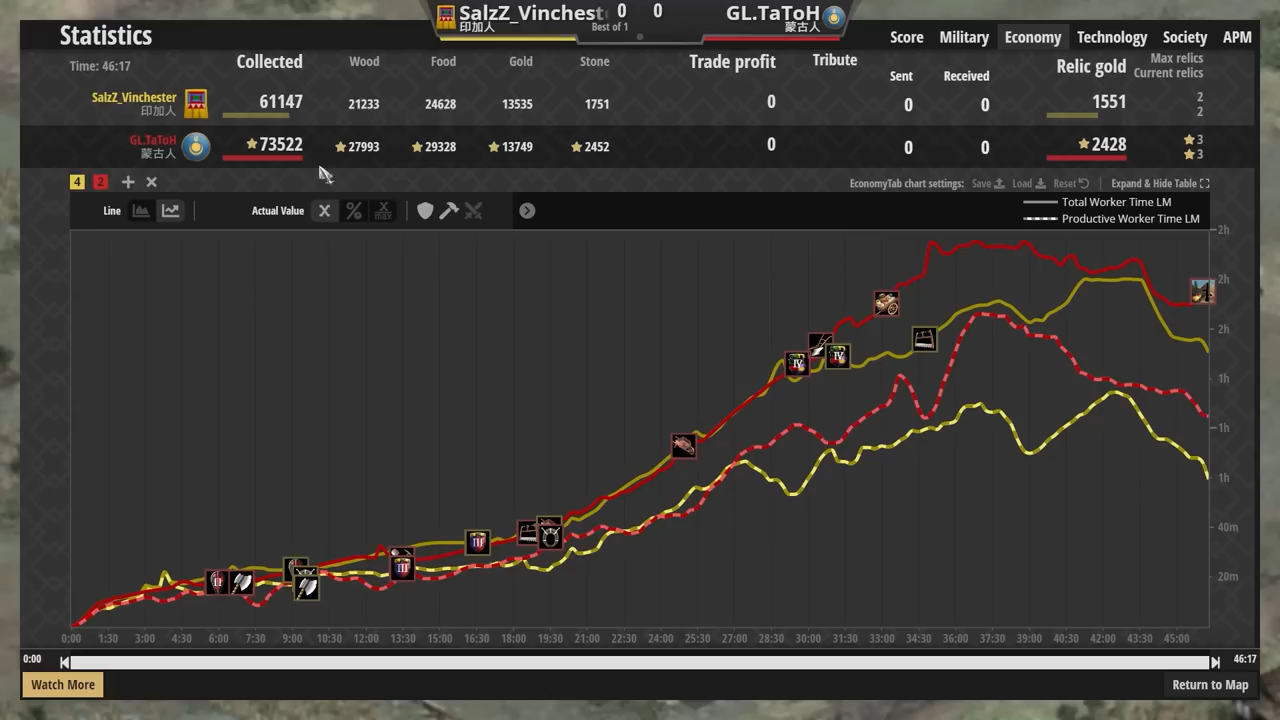 SalzZ_Vinchest 0 0 GL.TaToH
印加人 Best of 1 蒙古人
Statistics
Score Military Economy Technology Society APM
Time: 46:17
Collected Wood Food Gold Stone Trade profit Tribute Sent Received Relic gold Max relics
Current relics
SalzZ_Vinchester 61147 21233 24628 13535 1751 0 0 0 1551 2
印加人 2
GL.TaToH 73522 27993 29328 13749 2452 0 0 0 2428 3
蒙古人 3
4 2 EconomyTab chart settings: Save Load Reset Expand & Hide Table
Line Actual Value X % X/max
Total Worker Time LM
Productive Worker Time LM
2h
2h
2h
1h
1h
1h
40m
20m
IV
IV
III
II
III
0:00 1:30 3:00 4:30 6:00 7:30 9:00 10:30 12:00 13:30 15:00 16:30 18:00 19:30 21:00 22:30 24:00 25:30 27:00 28:30 30:00 31:30 33:00 34:30 36:00 37:30 39:00 40:30 42:00 43:30 45:00
0:00 46:17
Watch More Return to Map